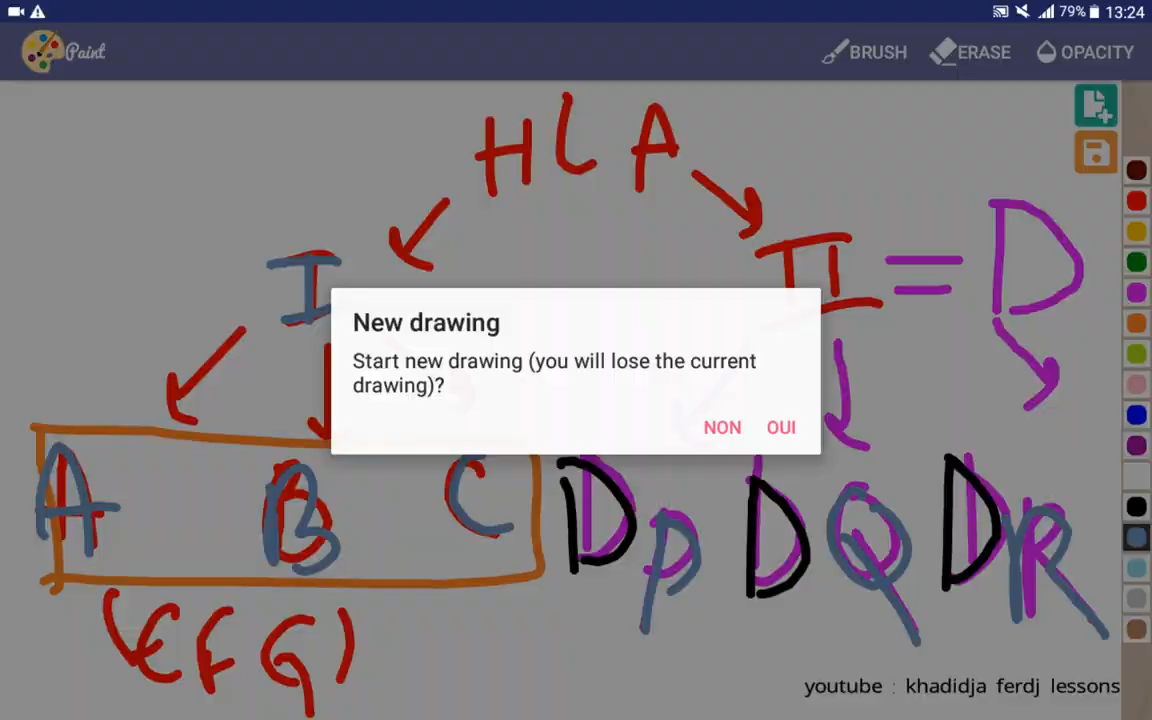 79% 13:24
Paint BRUSH ERASE OPACITY
HLA
I II = D
New drawing
Start new drawing (you will lose the current
drawing)?
NON OUI
A B C DP DQ DR
(EFG)
youtube : khadidja ferdj lessons